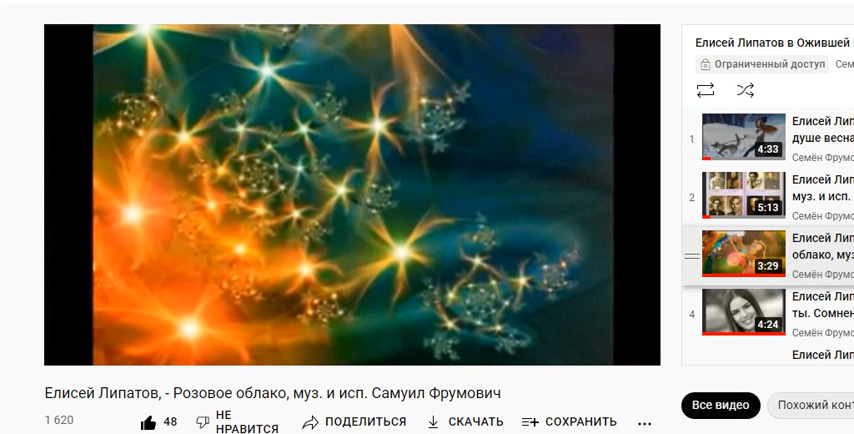 Елисей Липатов, - Розовое облако, муз. и исп. Самуил Фрумович
1 620
48
НЕ
НРАВИТСЯ
ПОДЕЛИТЬСЯ
СКАЧАТЬ
СОХРАНИТЬ
Елисей Липатов в Ожившей
Ограниченный доступ Сем
1
4:33
Елисей Лип
душе весна
Семён Фрумо
2
5:13
Елисей Лип
муз. и исп.
Семён Фрумо
3:29
Елисей Лип
облако, муз
Семён Фрумо
4
4:24
Елисей Лип
ты. Сомнен
Семён Фрумо
Елисей Лип
Все видео
Похожий конт